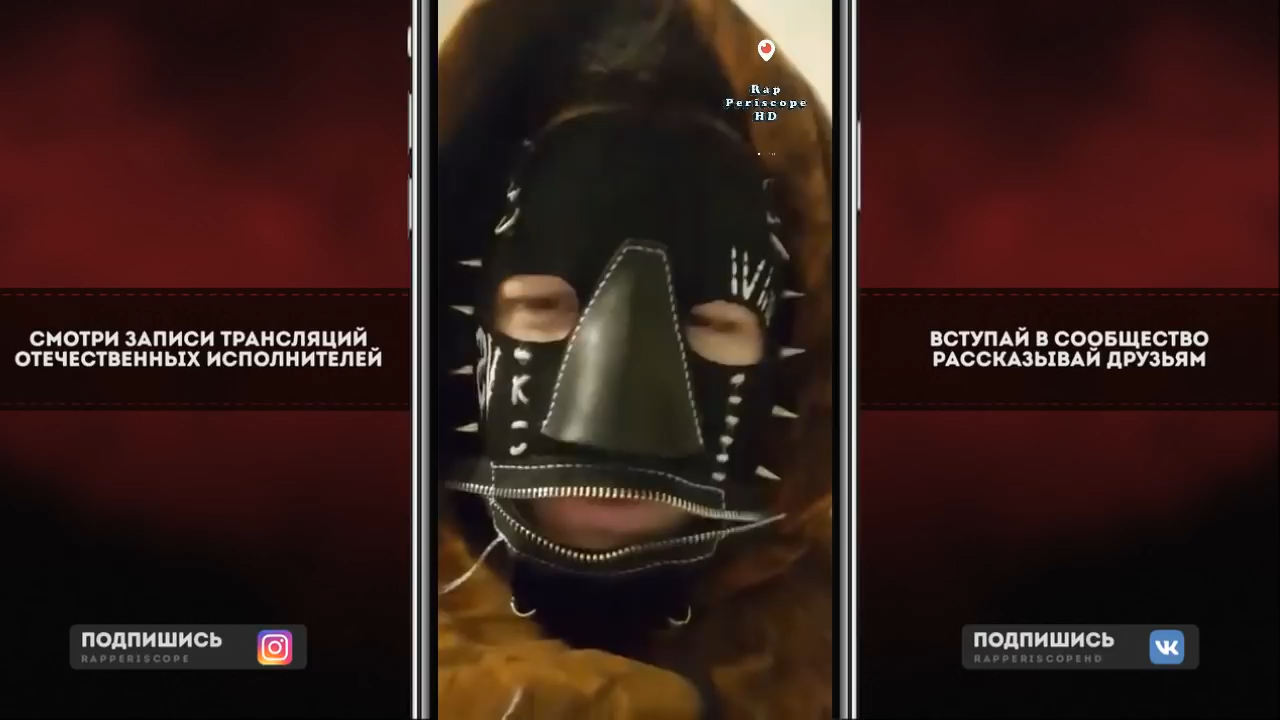 Rap
Periscope
HD
СМОТРИ ЗАПИСИ ТРАНСЛЯЦИЙ
ОТЕЧЕСТВЕННЫХ ИСПОЛНИТЕЛЕЙ
ВСТУПАЙ В СООБЩЕСТВО
РАССКАЗЫВАЙ ДРУЗЬЯМ
ПОДПИШИСЬ
RAPPERISCOPE
ПОДПИШИСЬ
RAPPERISCOPEHD